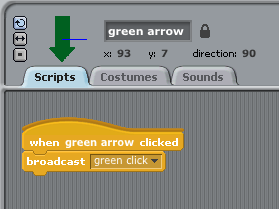 green arrow
x: 93 y: 7 direction: 90
Scripts Costumes Sounds
when green arrow clicked
broadcast green click